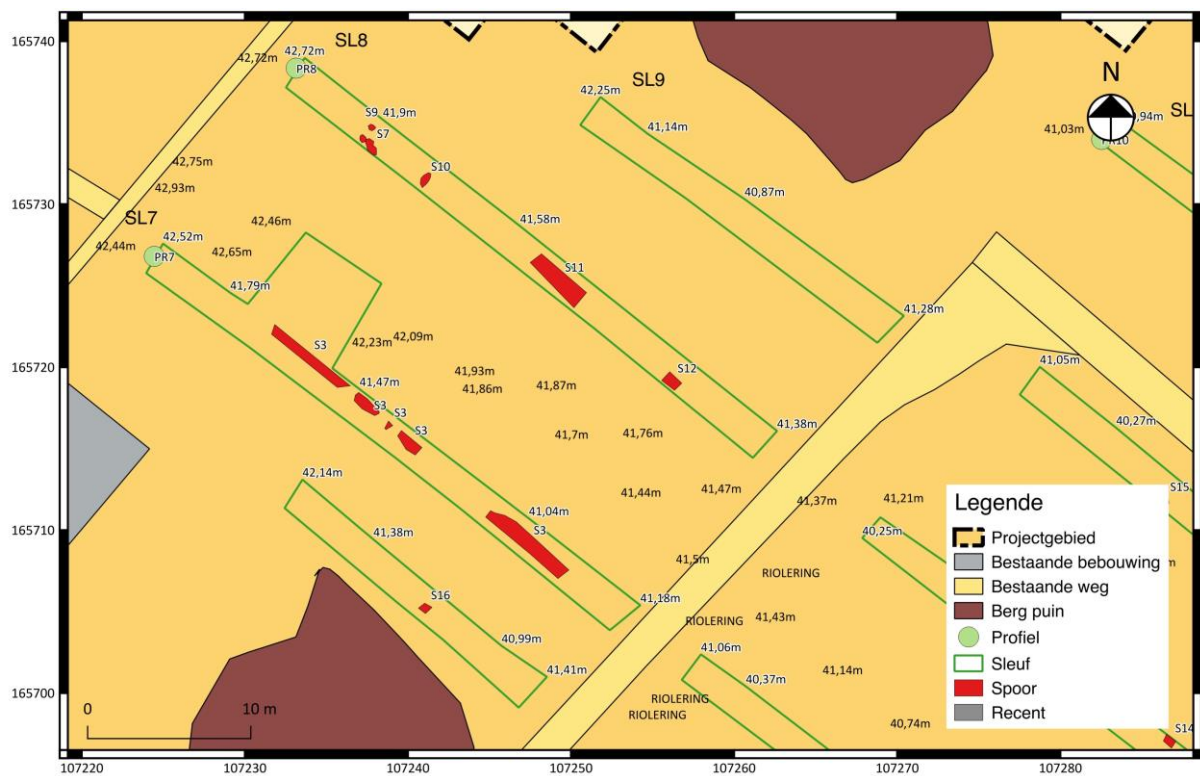 165740
165730
165720
165710
165700
107220
107230
107240
107250
107260
107270
107280
SL8
42,72m
42,72m
PR8
S9
41,9m
S7
S10
42,75m
42,93m
SL9
42,25m
41,14m
40,87m
N
,94m
SL
41,03m
SL7
42,44m
42,52m
PR7
42,65m
42,46m
41,79m
41,58m
S11
S12
41,38m
41,28m
41,05m
40,27m
S15
S3
42,23m
42,09m
41,47m
S3
S3
S3
41,93m
41,86m
41,87m
41,7m
41,76m
41,44m
41,47m
41,37m
41,21m
40,25m
42,14m
41,38m
41,04m
S3
41,5m
RIOLERING
S16
41,18m
RIOLERING
41,43m
40,99m
41,41m
41,06m
40,37m
41,14m
RIOLERING
RIOLERING
40,74m
S14
0
10 m
Legende
Projectgebied
Bestaande bebouwing
Bestaande weg
Berg puin
Profiel
Sleuf
Spoor
Recent